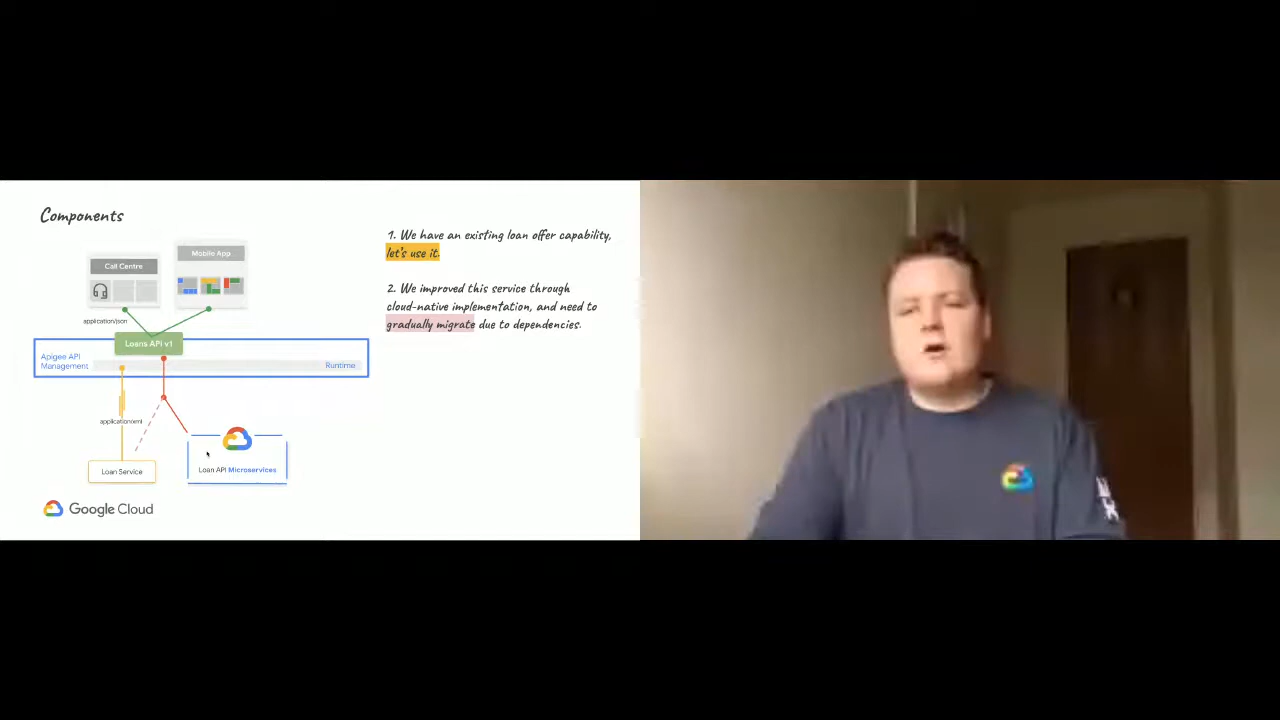 Components
Call Centre
Mobile App
application/json
Loans API v1
Apigee API
Management
Runtime
application/xml
Loan Service
Loan API Microservices
Google Cloud
1. We have an existing loan offer capability,
let's use it.
2. We improved this service through
cloud-native implementation, and need to
gradually migrate due to dependencies.